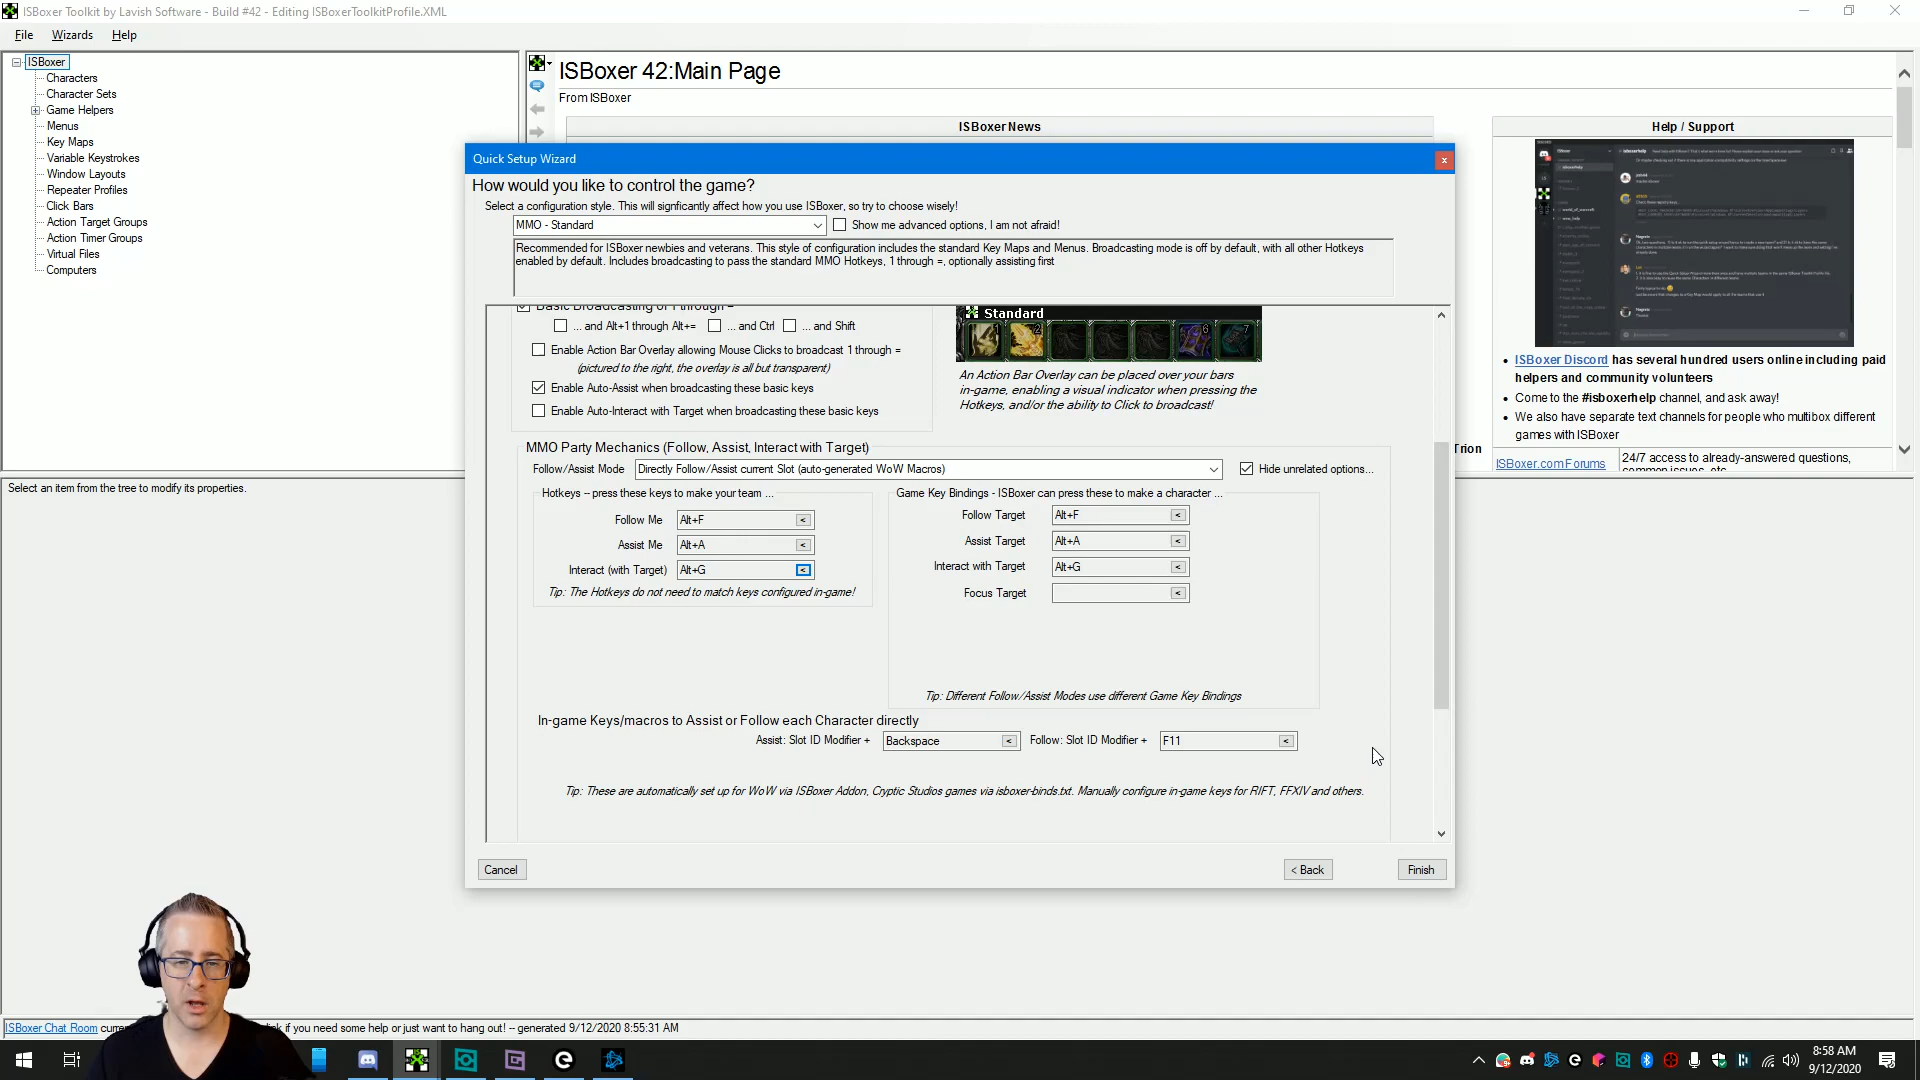 ISBoxer Toolkit by Lavish Software - Build #42 - Editing ISBoxerToolkitProfile.XML
File Wizards Help
ISBoxer
Characters
Character Sets
Game Helpers
Menus
Key Maps
Variable Keystrokes
Window Layouts
Repeater Profiles
Click Bars
Action Target Groups
Action Timer Groups
Virtual Files
Computers
Select an item from the tree to modify its properties.
ISBoxer 42:Main Page
From ISBoxer
ISBoxer News
Help / Support
ISBoxer Discord has several hundred users online including paid
helpers and community volunteers
Come to the #isboxerhelp channel, and ask away!
We also have separate text channels for people who multibox different
games with ISBoxer
Trion
ISBoxer.com Forums
24/7 access to already-answered questions,
common issues, etc
Quick Setup Wizard
x
How would you like to control the game?
Select a configuration style. This will signficantly affect how you use ISBoxer, so try to choose wisely!
MMO - Standard
Show me advanced options, I am not afraid!
Recommended for ISBoxer newbies and veterans. This style of configuration includes the standard Key Maps and Menus. Broadcasting mode is off by default, with all other Hotkeys
enabled by default. Includes broadcasting to pass the standard MMO Hotkeys, 1 through =, optionally assisting first
Basic Broadcasting of 1 through =
... and Alt+1 through Alt+= ... and Ctrl ... and Shift
Enable Action Bar Overlay allowing Mouse Clicks to broadcast 1 through =
(pictured to the right, the overlay is all but transparent)
Enable Auto-Assist when broadcasting these basic keys
Enable Auto-Interact with Target when broadcasting these basic keys
Standard
1 2 6 7
An Action Bar Overlay can be placed over your bars
in-game, enabling a visual indicator when pressing the
Hotkeys, and/or the ability to Click to broadcast!
MMO Party Mechanics (Follow, Assist, Interact with Target)
Follow/Assist Mode Directly Follow/Assist current Slot (auto-generated WoW Macros) Hide unrelated options...
Hotkeys -- press these keys to make your team ...
Follow Me Alt+F <
Assist Me Alt+A <
Interact (with Target) Alt+G <
Tip: The Hotkeys do not need to match keys configured in-game!
Game Key Bindings - ISBoxer can press these to make a character ...
Follow Target Alt+F <
Assist Target Alt+A <
Interact with Target Alt+G <
Focus Target <
Tip: Different Follow/Assist Modes use different Game Key Bindings
In-game Keys/macros to Assist or Follow each Character directly
Assist: Slot ID Modifier + Backspace < Follow: Slot ID Modifier + F11 <
Tip: These are automatically set up for WoW via ISBoxer Addon, Cryptic Studios games via isboxer-binds.txt. Manually configure in-game keys for RIFT, FFXIV and others.
Cancel < Back Finish
ISBoxer Chat Room
if you need some help or just want to hang out! -- generated 9/12/2020 8:55:31 AM
8:58 AM
9/12/2020